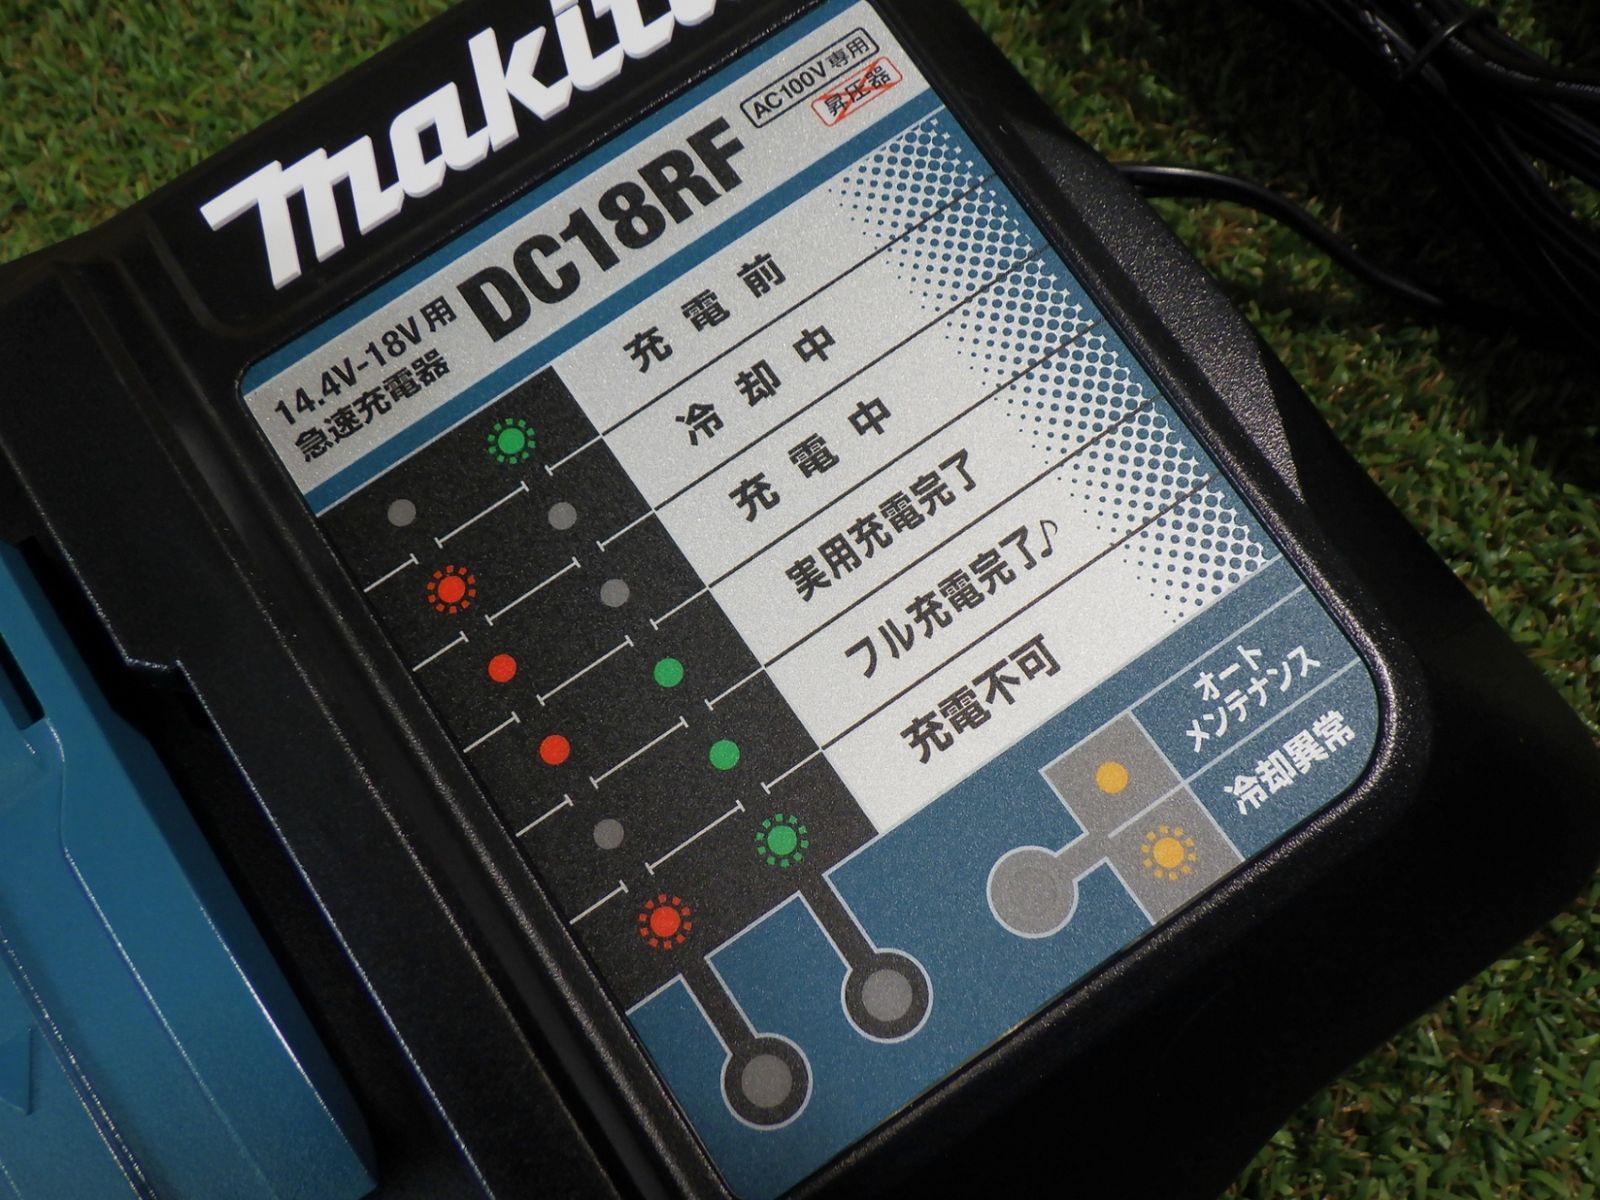 makita
14.4V-18V用
急速充電器
DC18RF
AC100V専用
昇圧器
充電前
冷却中
充電中
実用充電完了
フル充電完了♪
充電不可
オート
メンテナンス
冷却異常